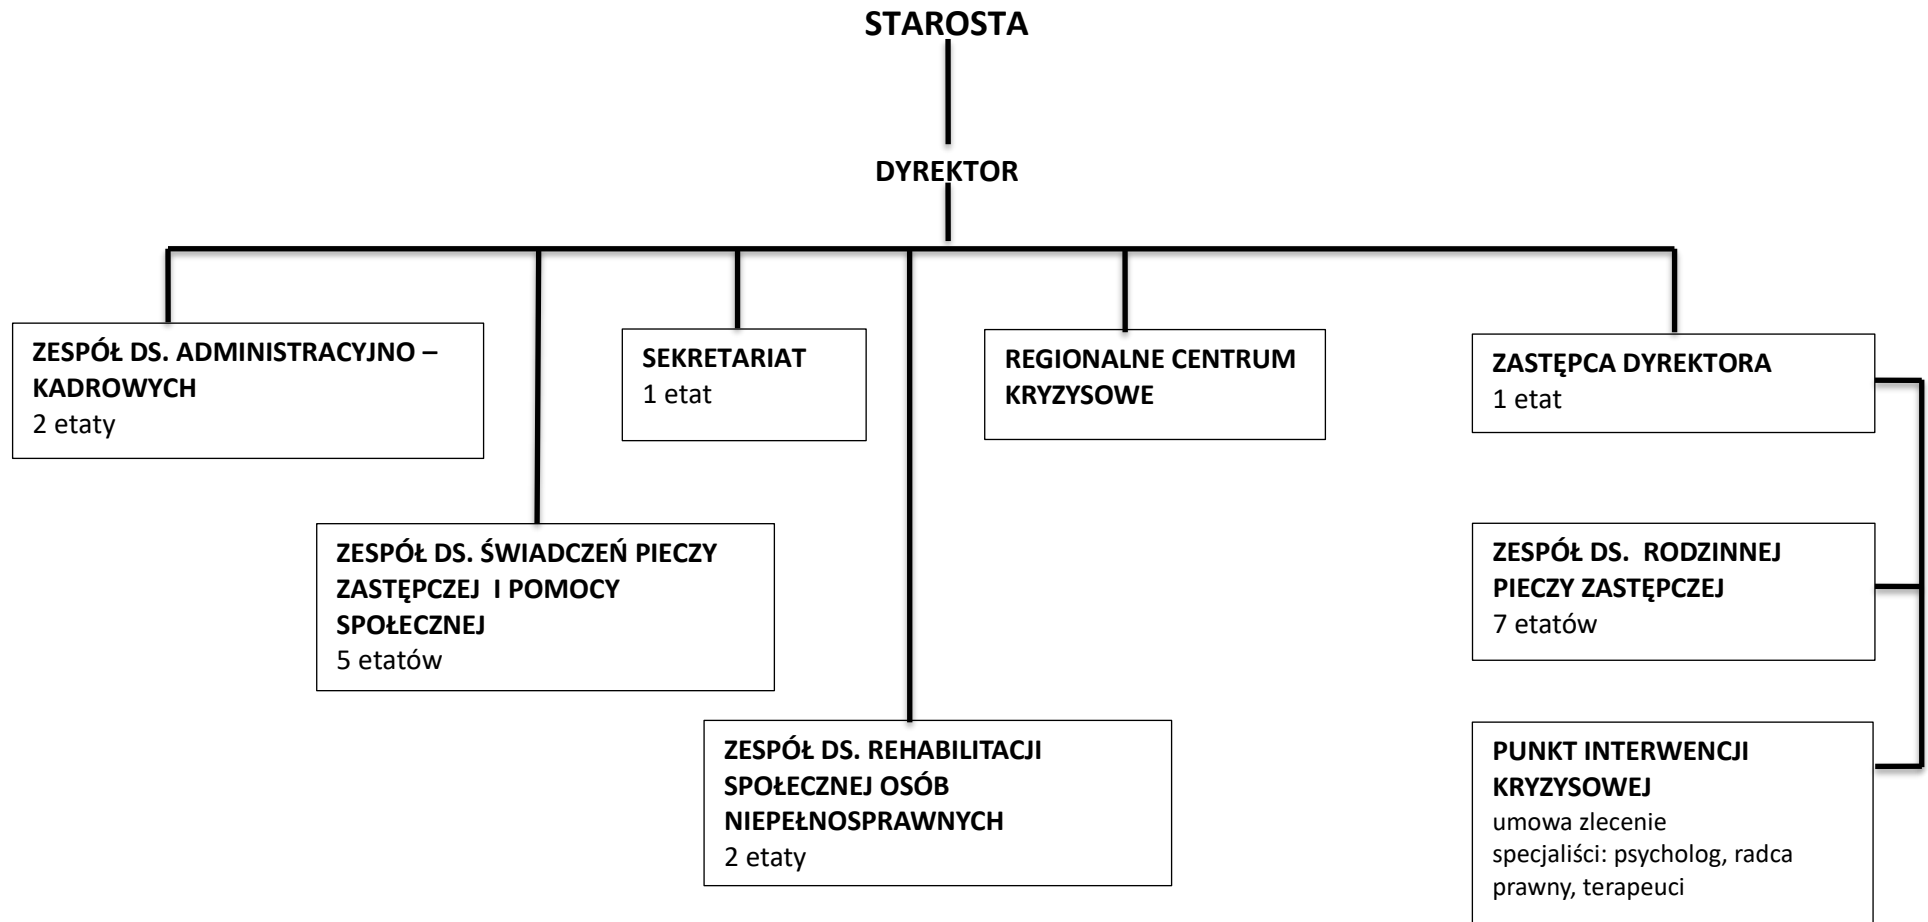 STAROSTA
DYREKTOR
ZESPÓŁ DS. ADMINISTRACYJNO –
KADROWYCH
2 etaty
SEKRETARIAT
1 etat
REGIONALNE CENTRUM
KRYZYSOWE
ZASTĘPCA DYREKTORA
1 etat
ZESPÓŁ DS. ŚWIADCZEŃ PIECZY
ZASTĘPCZEJ I POMOCY
SPOŁECZNEJ
5 etatów
ZESPÓŁ DS. RODZINNEJ
PIECZY ZASTĘPCZEJ
7 etatów
ZESPÓŁ DS. REHABILITACJI
SPOŁECZNEJ OSÓB
NIEPEŁNOSPRAWNYCH
2 etaty
PUNKT INTERWENCJI
KRYZYSOWEJ
umowa zlecenie
specjaliści: psycholog, radca
prawny, terapeuci